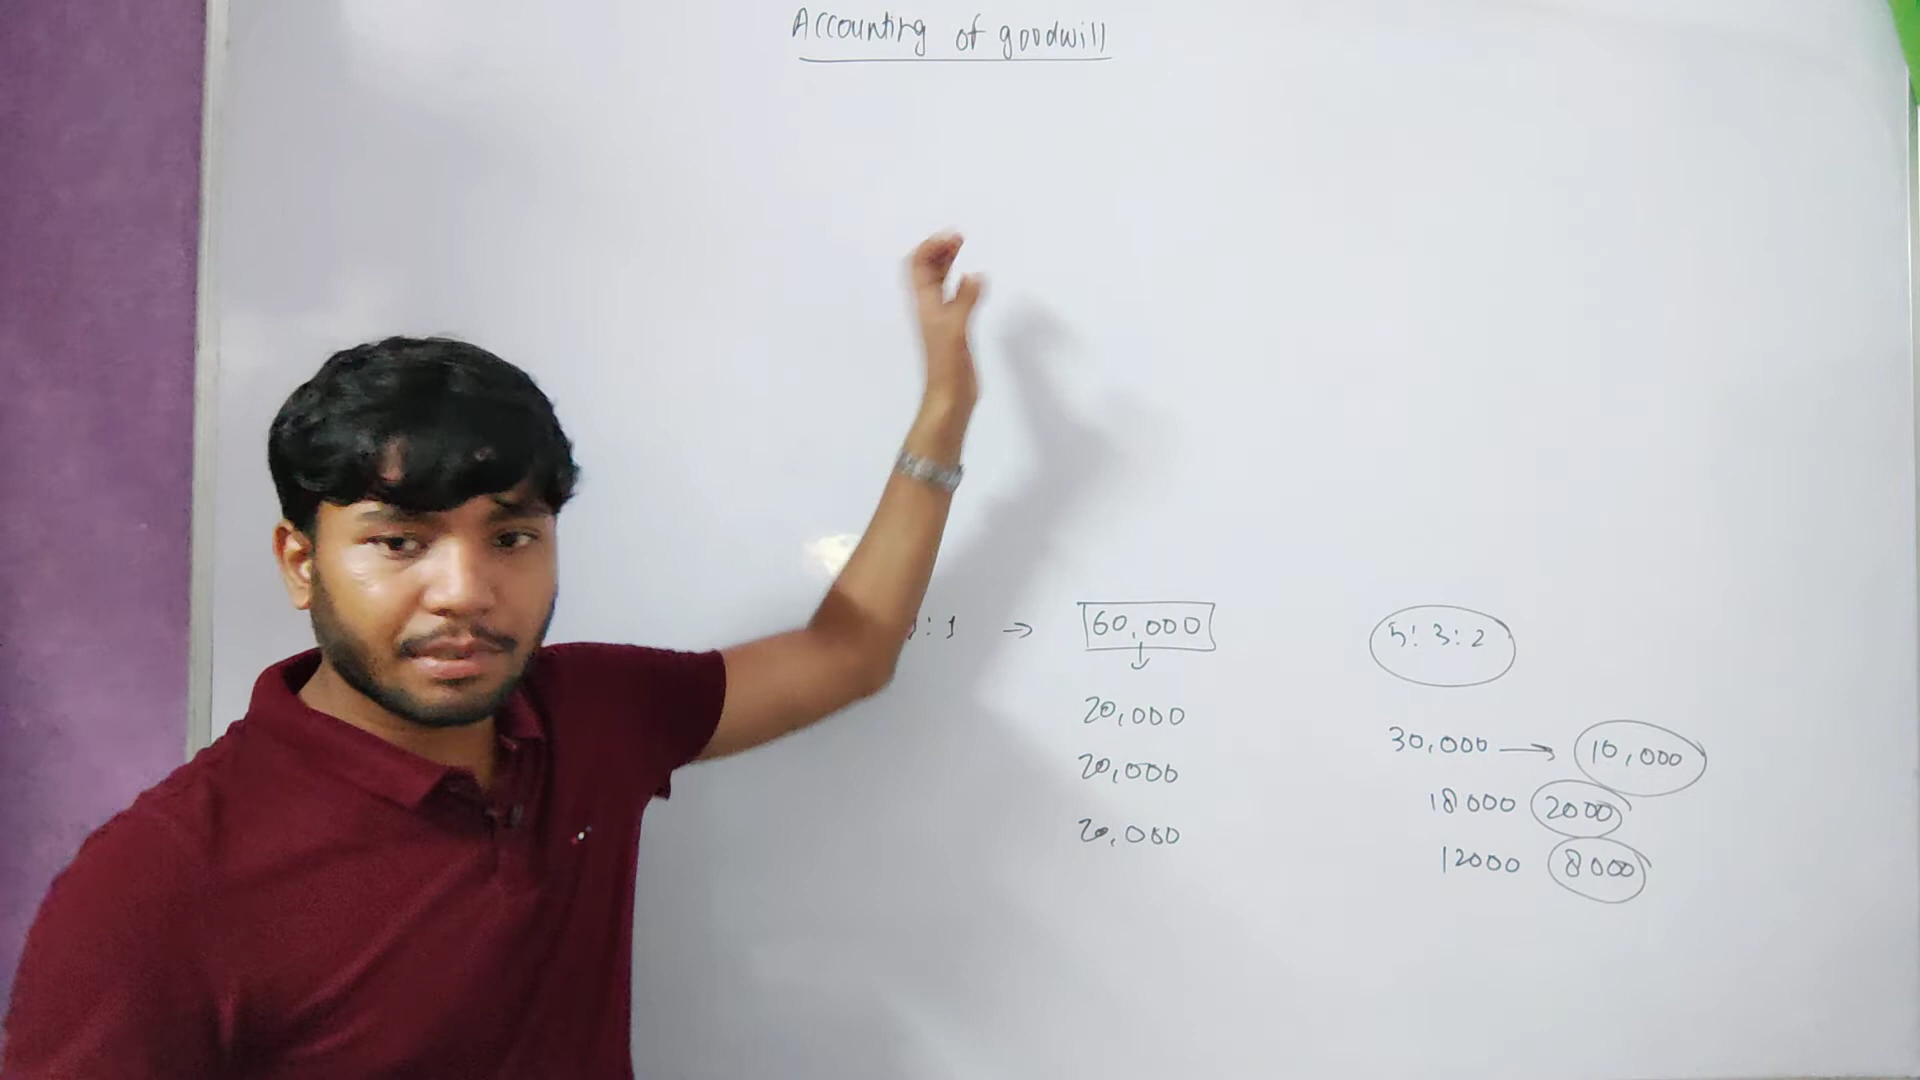 Accounting of goodwill
: 1 → 60,000 5:3:2
↓
20,000
30,000 → 10,000
20,000
18000 2000
20,000
12000 8000